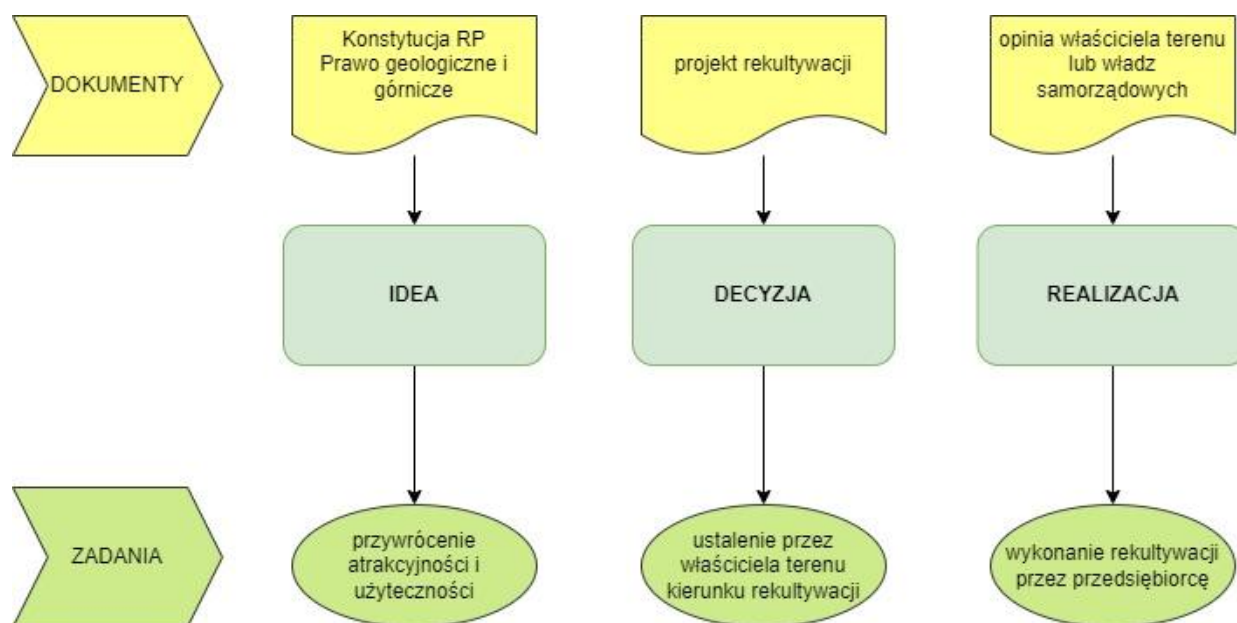 DOKUMENTY
Konstytucja RP
Prawo geologiczne i
górnicze
projekt rekultywacji
opinia właściciela terenu
lub władz
samorządowych
IDEA
DECYZJA
REALIZACJA
ZADANIA
przywrócenie
atrakcyjności i
użyteczności
ustalenie przez
właściciela terenu
kierunku rekultywacji
wykonanie rekultywacji
przez przedsiębiorcę